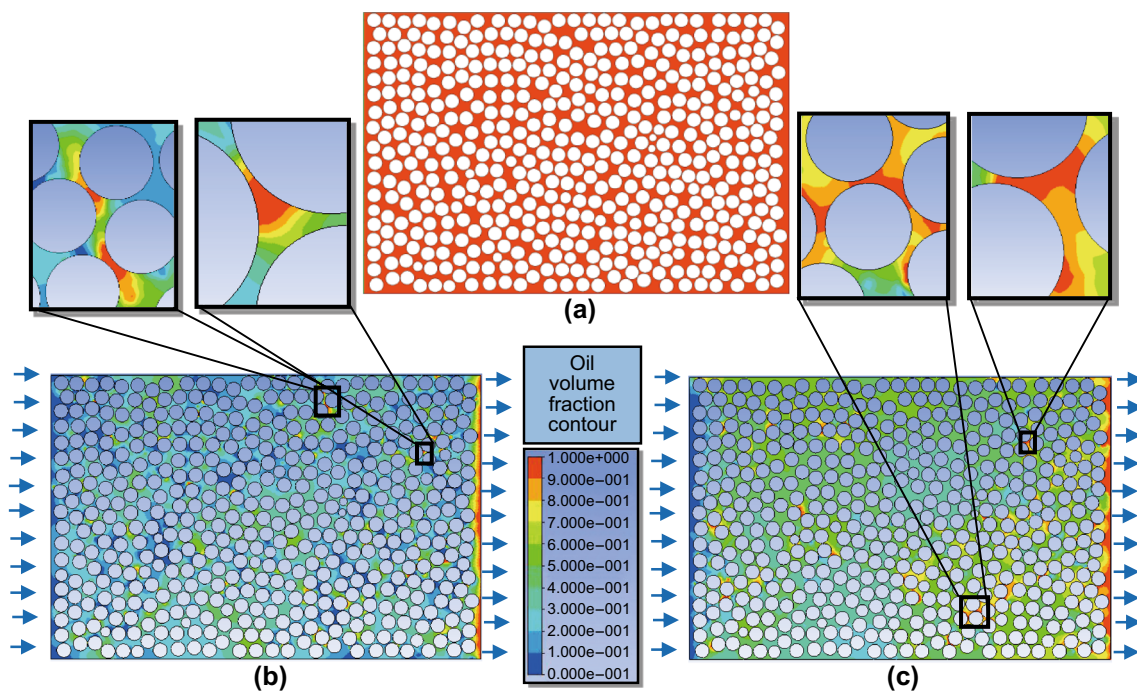 (a)
Oil
volume
fraction
contour
1.000e+000
9.000e−001
8.000e−001
7.000e−001
6.000e−001
5.000e−001
4.000e−001
3.000e−001
2.000e−001
1.000e−001
0.000e−001
(b)
(c)